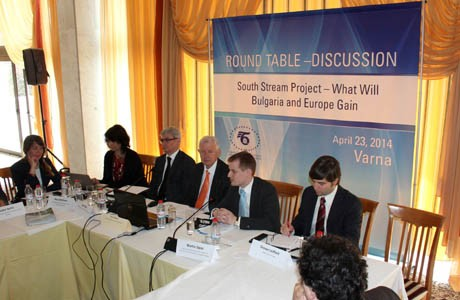 ROUND TABLE –DISCUSSION
South Stream Project – What Will
Bulgaria and Europe Gain
April 23, 2014
Varna